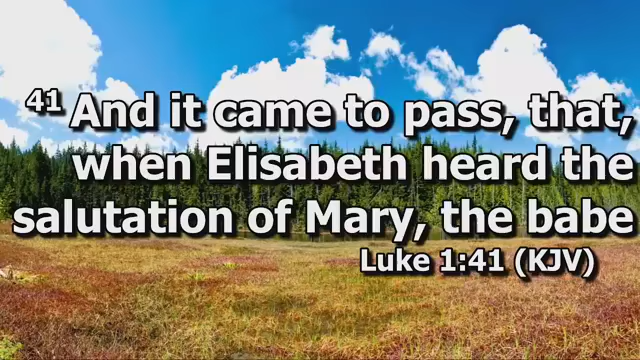 41 And it came to pass, that,
when Elisabeth heard the
salutation of Mary, the babe
Luke 1:41 (KJV)